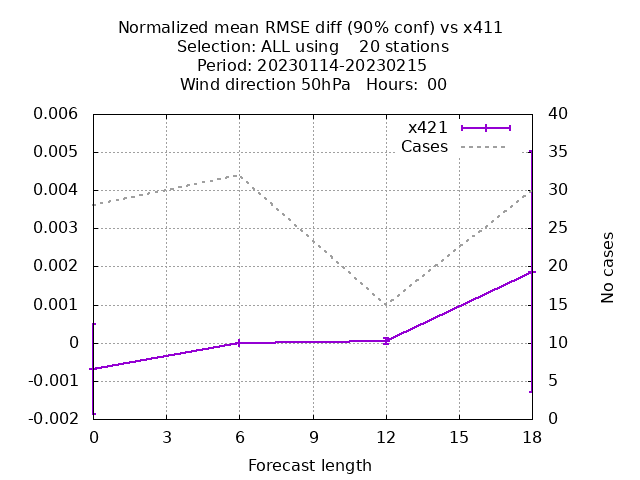 Normalized mean RMSE diff (90% conf) vs x411
Selection: ALL using    20 stations
Period: 20230114-20230215
Wind direction 50hPa   Hours:  00
x421
Cases
0.006
0.005
0.004
0.003
0.002
0.001
0
-0.001
-0.002
40
35
30
25
20
15
10
5
0
No cases
0 3 6 9 12 15 18
Forecast length